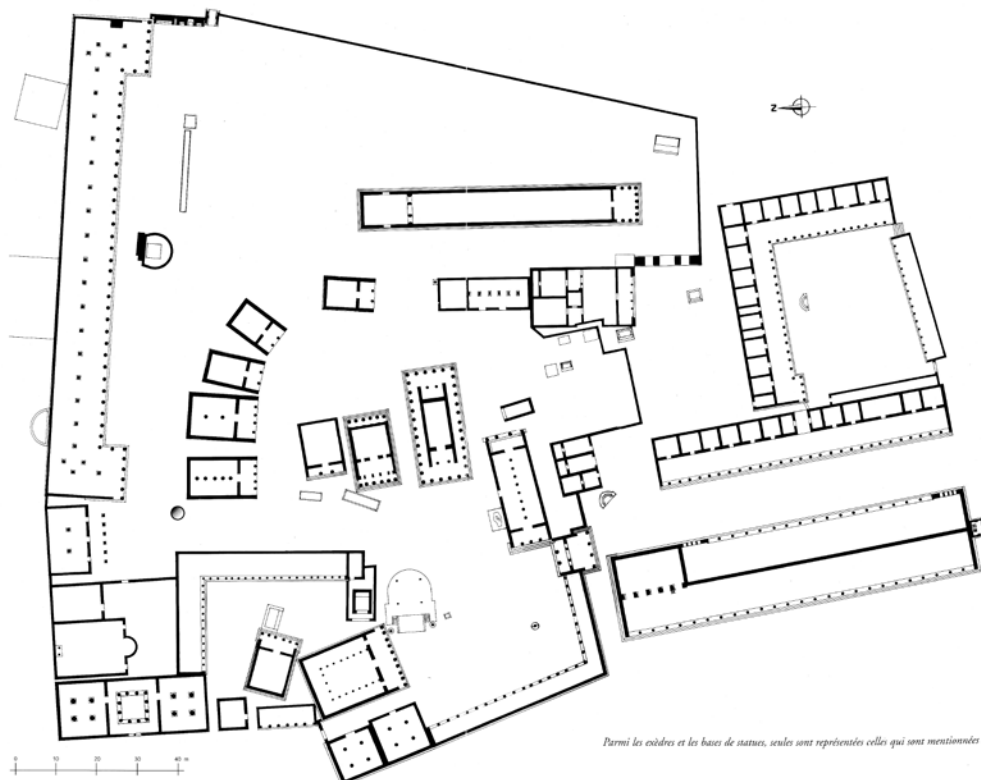 Z
Parmi les exèdres et les bases de statues, seules sont représentées celles qui sont mentionnées
0 10 20 30 40 m